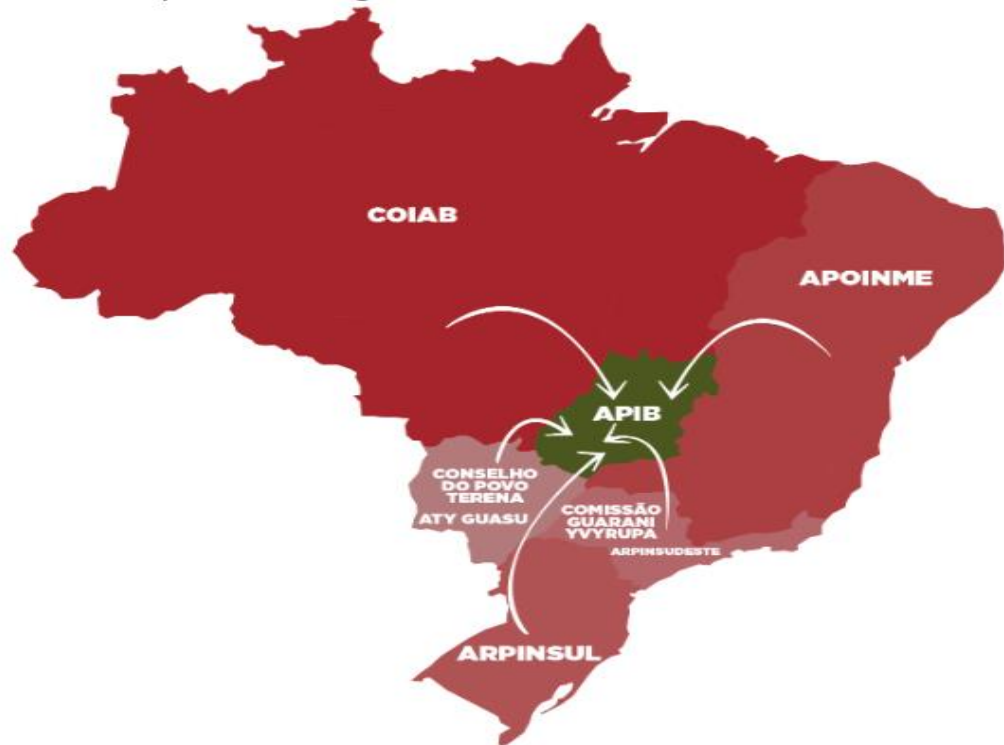 COIAB
APOINME
APIB
CONSELHO
DO POVO
TERENA
ATY GUASU
COMISSÃO
GUARANI
YVYRUPA
ARPINSUDESTE
ARPINSUL